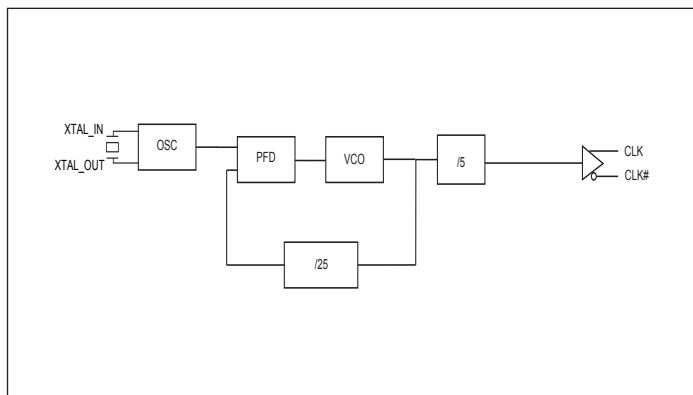 XTAL_IN
XTAL_OUT
OSC
PFD
VCO
/5
CLK
CLK#
/25